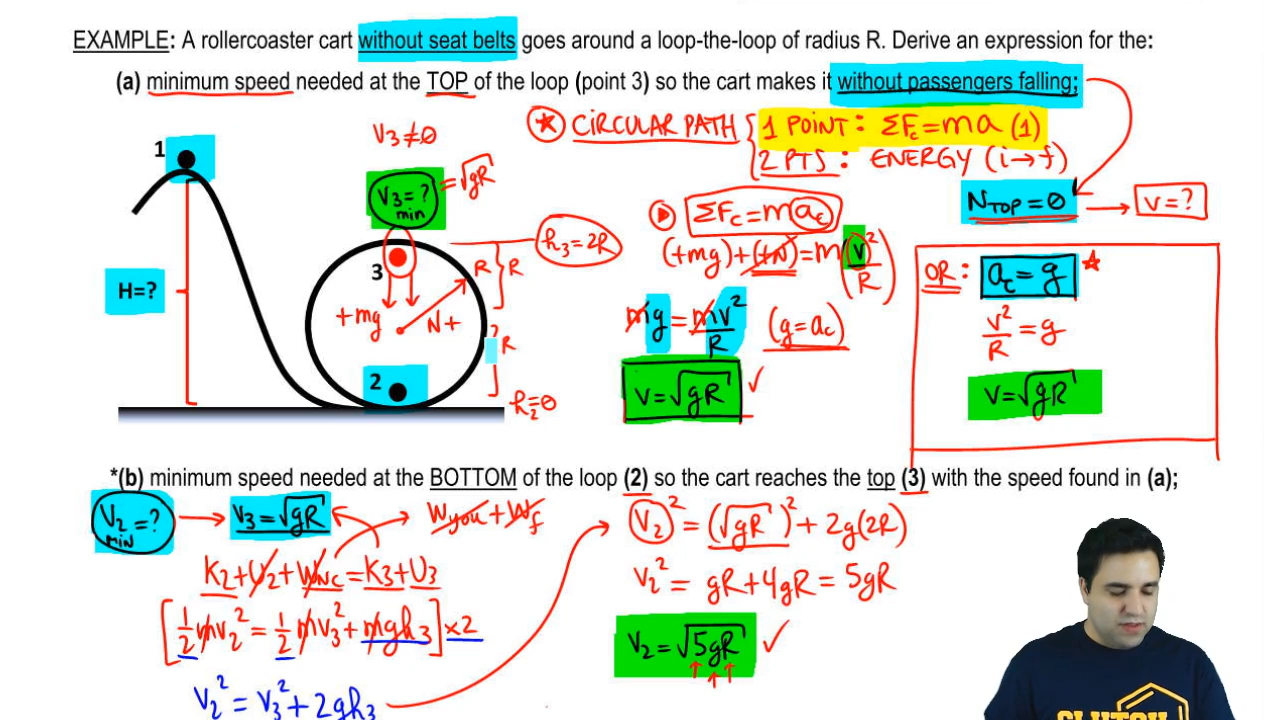 EXAMPLE: A rollercoaster cart without seat belts goes around a loop-the-loop of radius R. Derive an expression for the:
(a) minimum speed needed at the TOP of the loop (point 3) so the cart makes it without passengers falling;
V₃≠0
CIRCULAR PATH
1 POINT: ΣFc=ma (1)
2 PTS: ENERGY (i→f)
1
V₃=?
min
=√gR
ΣFc=mac
NTOP=0 → V=?
h₃=2R
(+mg)+(+N)=m(v²/R)
3
R
R
OR: ac=g
H=?
+mg
N+
mg=mv²/R (g=ac)
v²/R=g
R
2
V=√gR ✓
V=√gR
h₂=0
*(b) minimum speed needed at the BOTTOM of the loop (2) so the cart reaches the top (3) with the speed found in (a);
V₂=? → V₃=√gR
min
Wyou+Wf
V₂²=(√gR)²+2g(2R)
K₂+U₂+WNC=K₃+U₃
V₂²=gR+4gR=5gR
[½mv₂²=½mv₃²+mgh₃]×2
V₂=√5gR ✓
V₂²=V₃²+2gh₃
CLUTCH